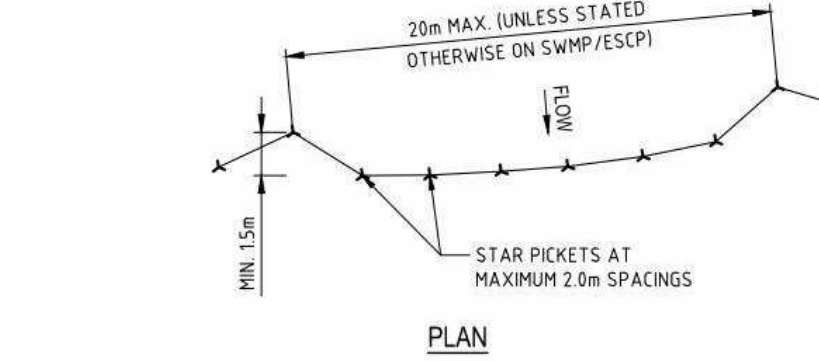 20m MAX. (UNLESS STATED
OTHERWISE ON SWMP/ESCP)
FLOW
MIN. 1.5m
STAR PICKETS AT
MAXIMUM 2.0m SPACINGS
PLAN